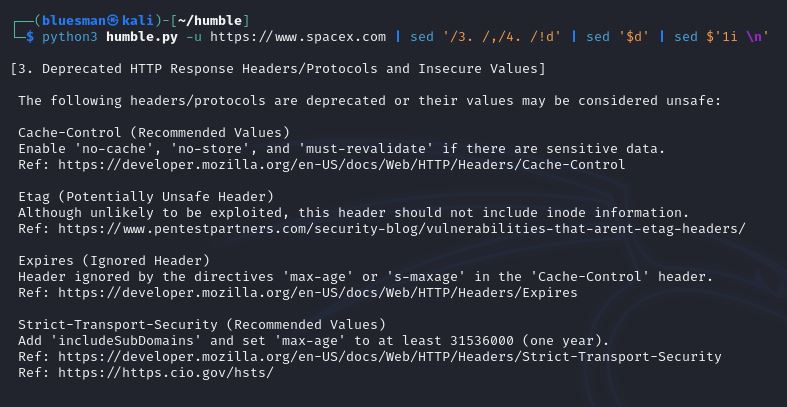 ┌──(bluesman㉿kali)-[~/humble]
└─$ python3 humble.py -u https://www.spacex.com | sed '/3. /,/4. /!d' | sed '$d' | sed $'1i \n'
[3. Deprecated HTTP Response Headers/Protocols and Insecure Values]
The following headers/protocols are deprecated or their values may be considered unsafe:
Cache-Control (Recommended Values)
Enable 'no-cache', 'no-store', and 'must-revalidate' if there are sensitive data.
Ref: https://developer.mozilla.org/en-US/docs/Web/HTTP/Headers/Cache-Control
Etag (Potentially Unsafe Header)
Although unlikely to be exploited, this header should not include inode information.
Ref: https://www.pentestpartners.com/security-blog/vulnerabilities-that-arent-etag-headers/
Expires (Ignored Header)
Header ignored by the directives 'max-age' or 's-maxage' in the 'Cache-Control' header.
Ref: https://developer.mozilla.org/en-US/docs/Web/HTTP/Headers/Expires
Strict-Transport-Security (Recommended Values)
Add 'includeSubDomains' and set 'max-age' to at least 31536000 (one year).
Ref: https://developer.mozilla.org/en-US/docs/Web/HTTP/Headers/Strict-Transport-Security
Ref: https://https.cio.gov/hsts/